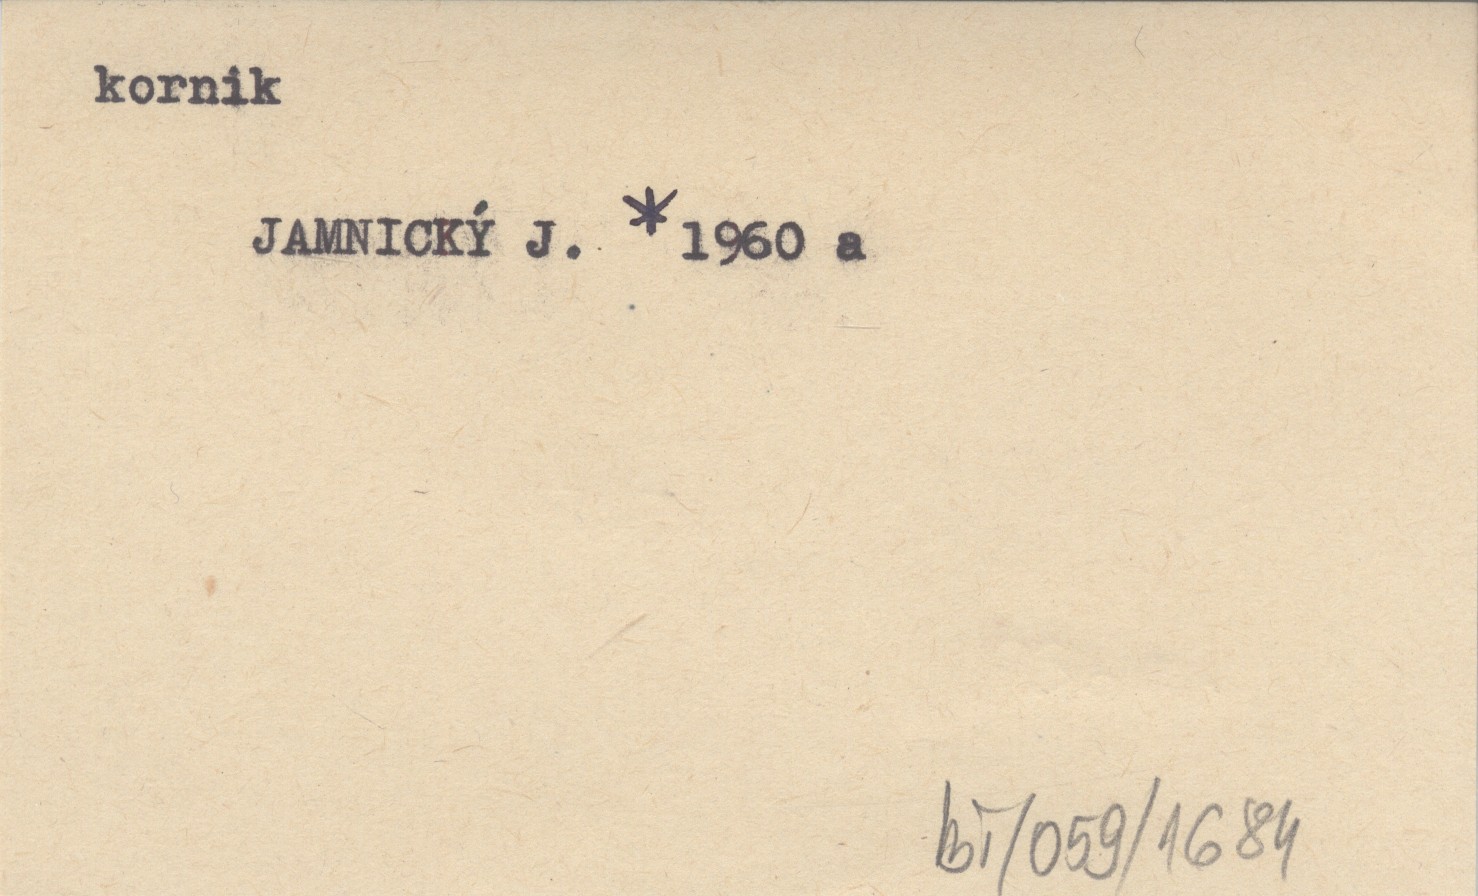 kornik
JAMNICKÝ J. * 1960 a
bi/059/1684